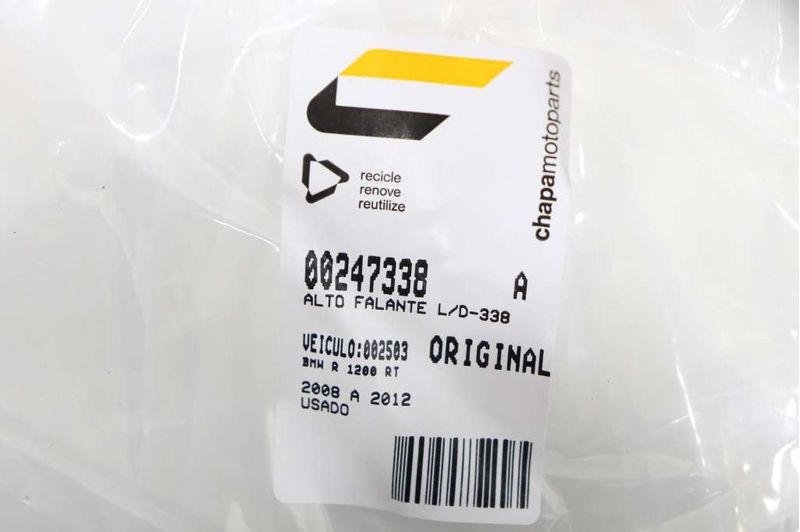 chapamotoparts
recicle
renove
reutilize
00247338 A
ALTO FALANTE L/D-338
VEICULO:002503 ORIGINAL
BMW R 1200 RT
2008 A 2012
USADO